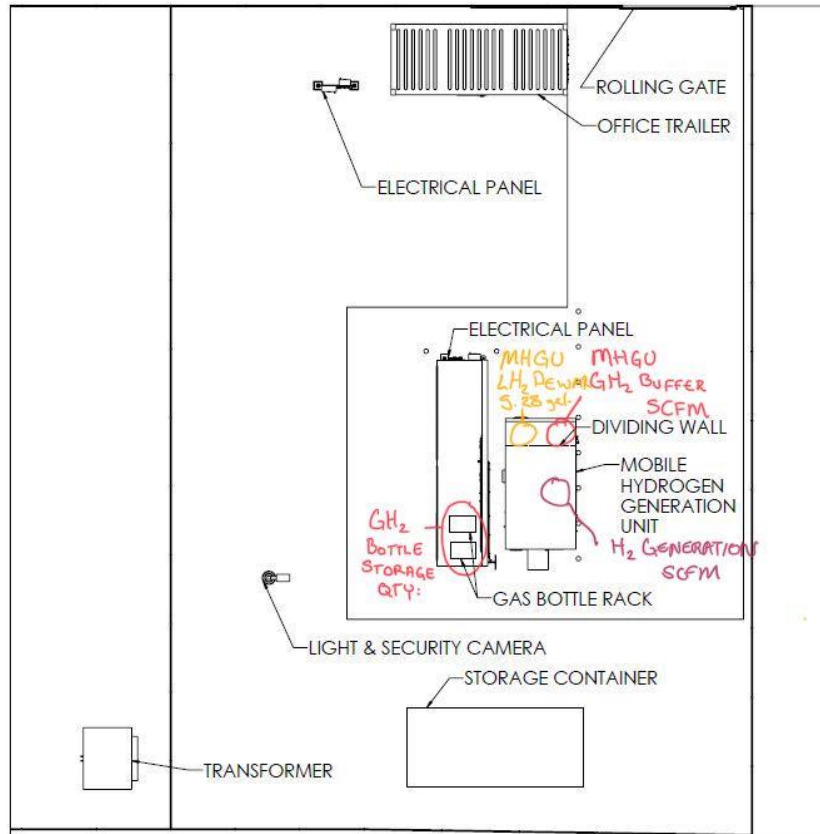 ROLLING GATE
OFFICE TRAILER
ELECTRICAL PANEL
ELECTRICAL PANEL
MHGU
LH₂ DEWAR
5.28 gal.
MHGU
GH₂ BUFFER
SCFM
DIVIDING WALL
MOBILE
HYDROGEN
GENERATION
UNIT
H₂ GENERATION
SCFM
GH₂
BOTTLE
STORAGE
QTY:
GAS BOTTLE RACK
LIGHT & SECURITY CAMERA
STORAGE CONTAINER
TRANSFORMER